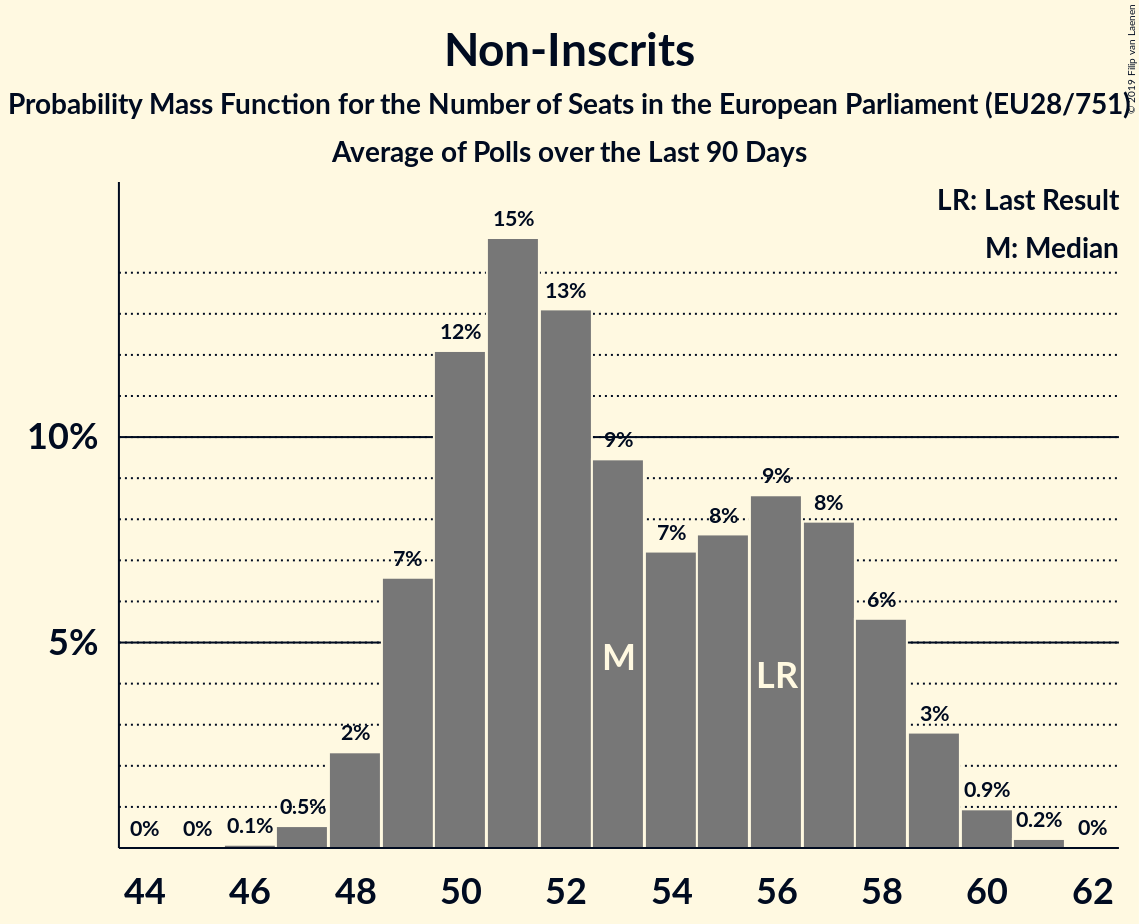 Non-Inscrits
Probability Mass Function for the Number of Seats in the European Parliament (EU28/751)
Average of Polls over the Last 90 Days
© 2019 Filip van Laenen
LR: Last Result
M: Median
15%
13%
12%
10%
9%
9%
8%
8%
7%
7%
6%
5%
M
LR
3%
2%
0.9%
0.5%
0.2%
0.1%
0%
0%
0%
44 46 48 50 52 54 56 58 60 62